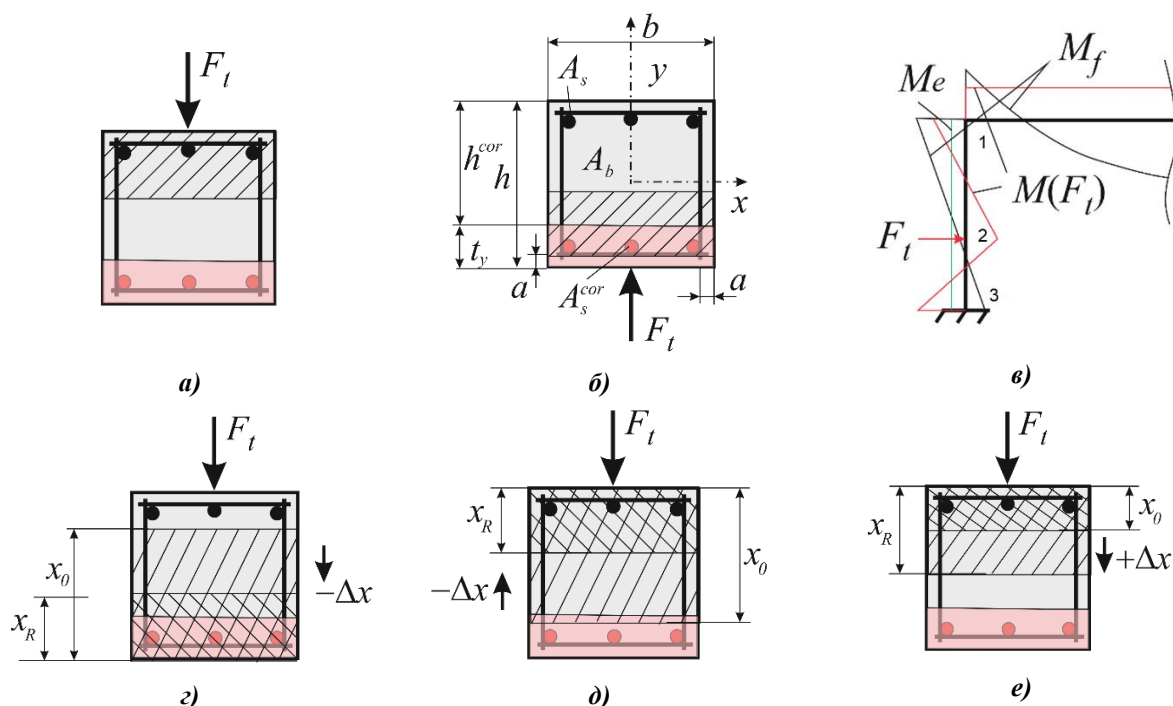 F_t
а)
b
A_s
y
h^{cor}
h
A_b
x
t_y
a
A_s^{cor}
a
F_t
б)
M_f
Me
1
M(F_t)
F_t
2
3
в)
F_t
x_0
x_R
−Δx
г)
F_t
x_R
x_0
−Δx
д)
F_t
x_R
x_0
+Δx
е)